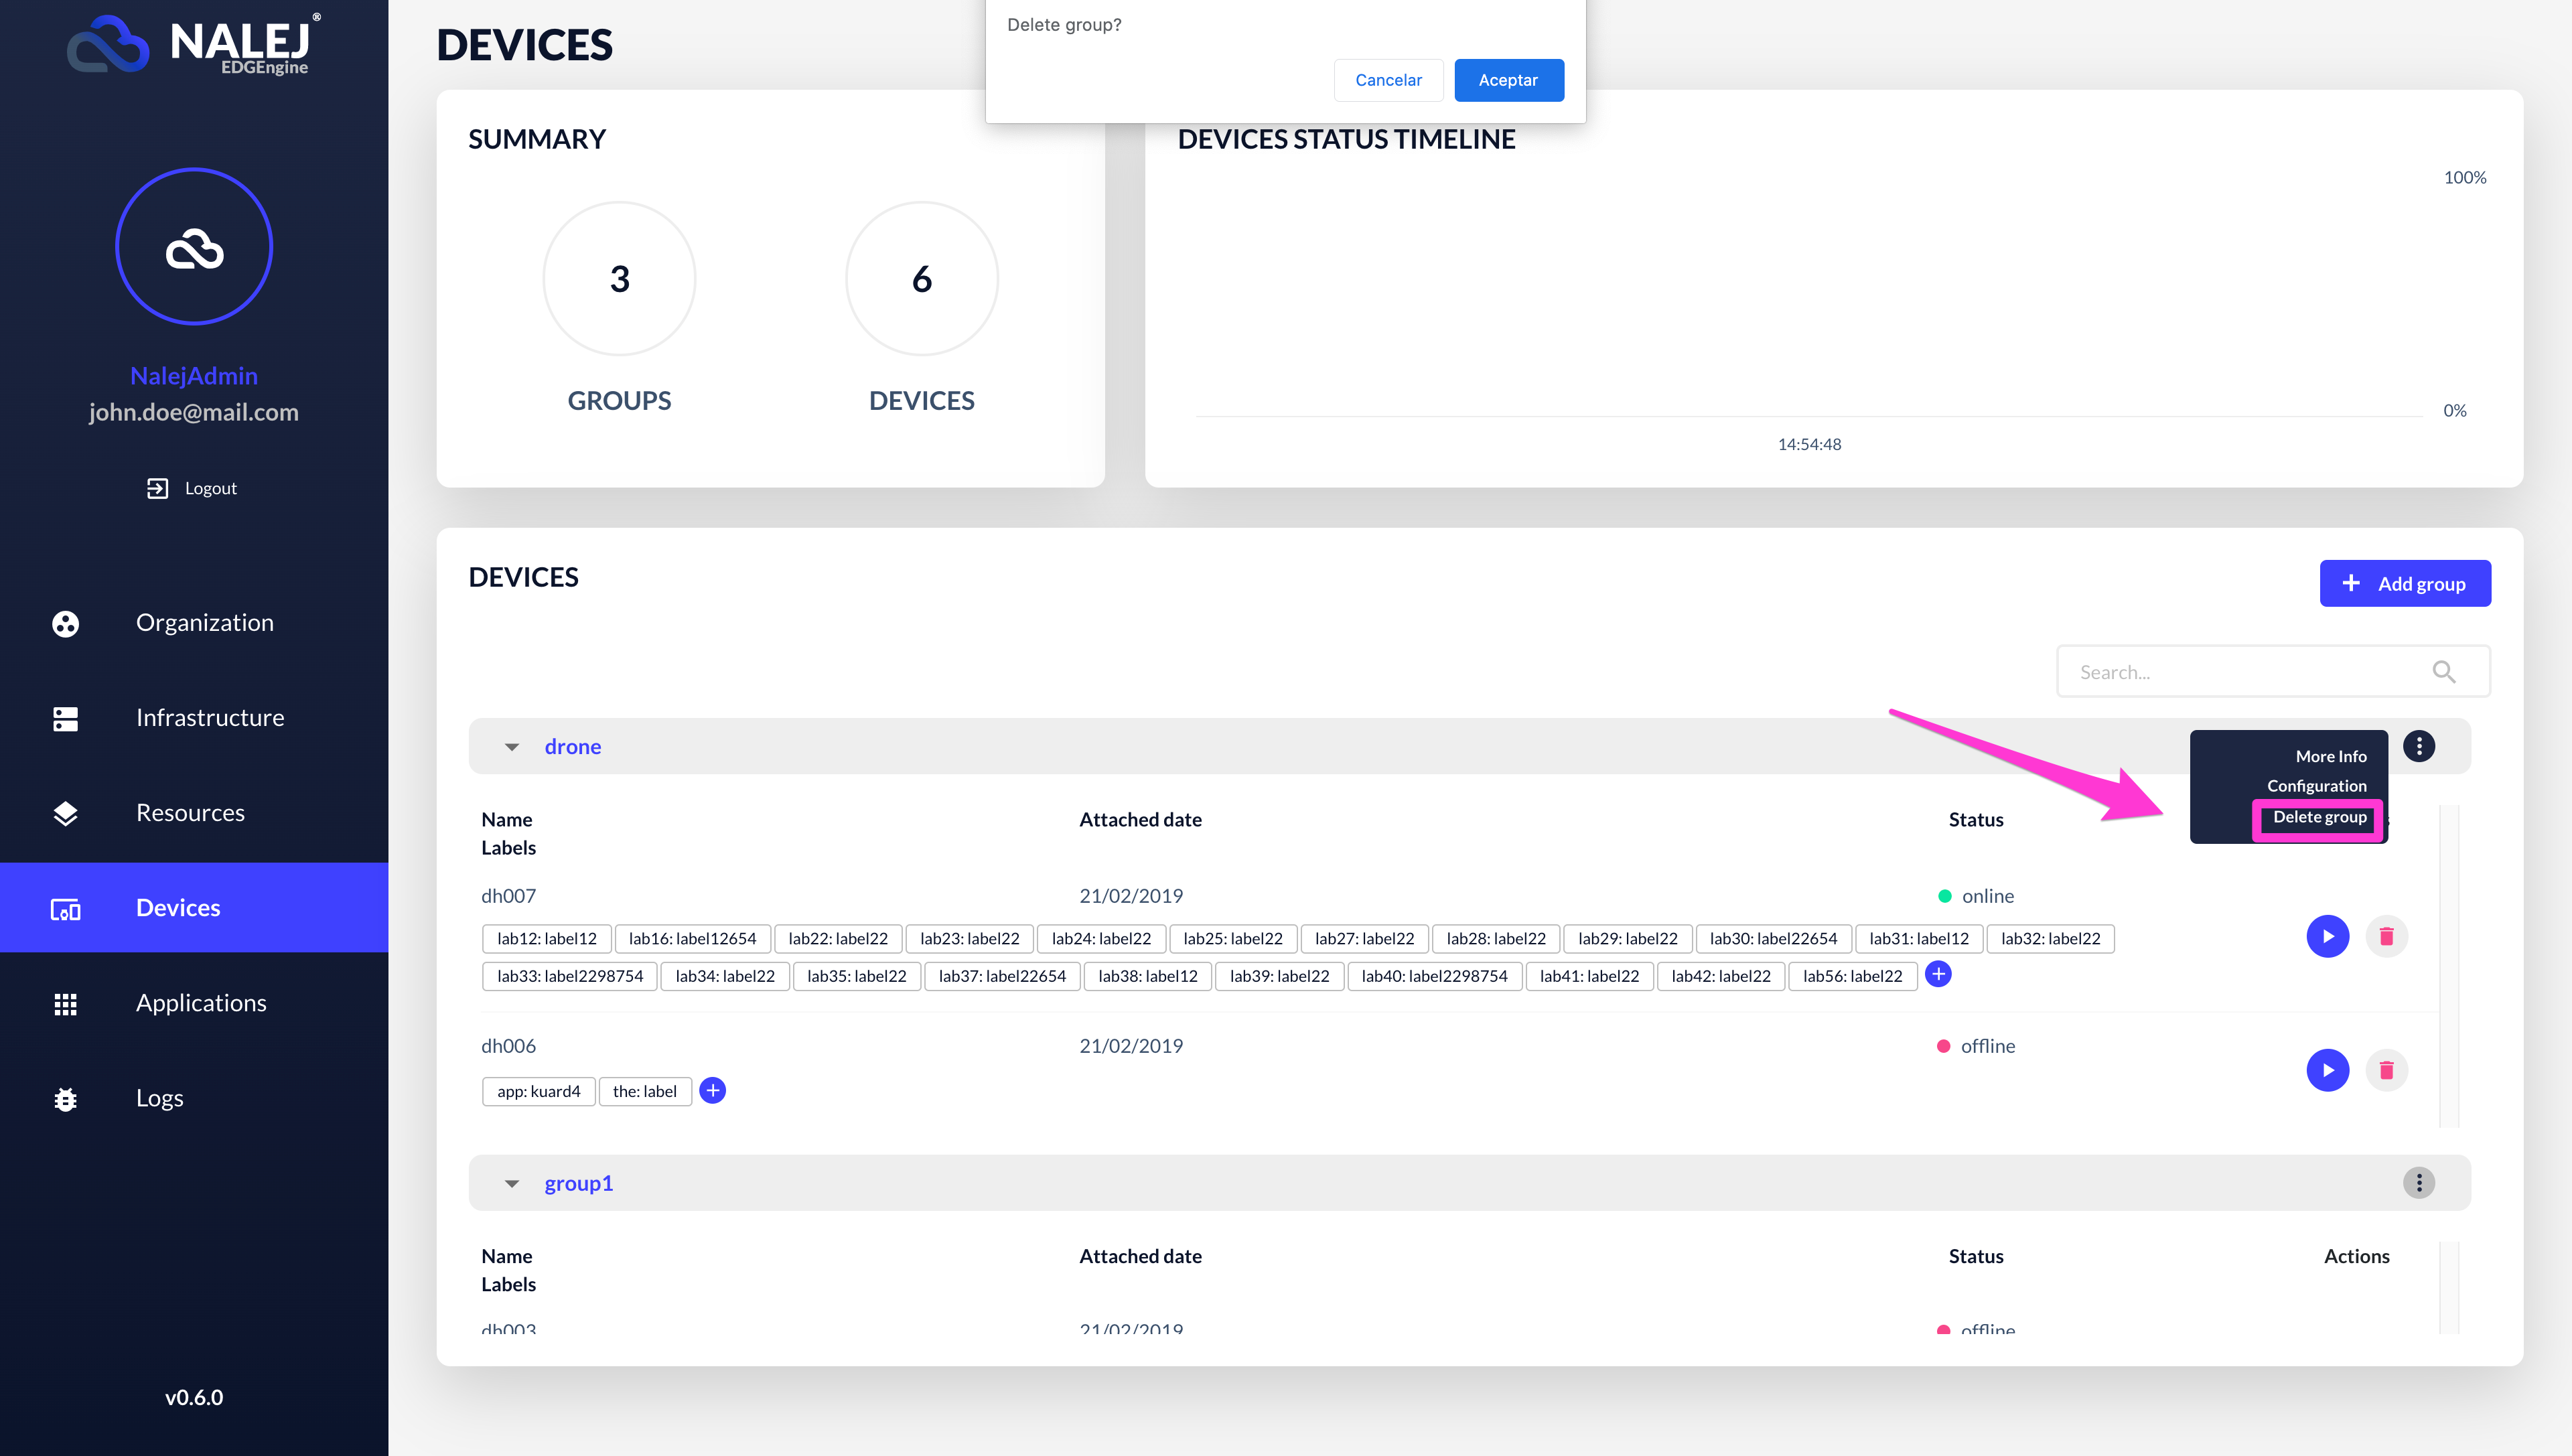 NALEJ®
EDGEngine
NalejAdmin
john.doe@mail.com
Logout
Organization
Infrastructure
Resources
Devices
Applications
Logs
v0.6.0
DEVICES
Delete group?
Cancelar Aceptar
SUMMARY
3 6
GROUPS DEVICES
DEVICES STATUS TIMELINE
100%
0%
14:54:48
DEVICES
Add group
Search...
drone
More Info
Configuration
Delete group
Name Attached date Status
Labels
dh007 21/02/2019 online
lab12: label12 lab16: label12654 lab22: label22 lab23: label22 lab24: label22 lab25: label22 lab27: label22 lab28: label22 lab29: label22 lab30: label22654 lab31: label12 lab32: label22
lab33: label2298754 lab34: label22 lab35: label22 lab37: label22654 lab38: label12 lab39: label22 lab40: label2298754 lab41: label22 lab42: label22 lab56: label22
dh006 21/02/2019 offline
app: kuard4 the: label
group1
Name Attached date Status Actions
Labels
dh003 21/02/2019 offline